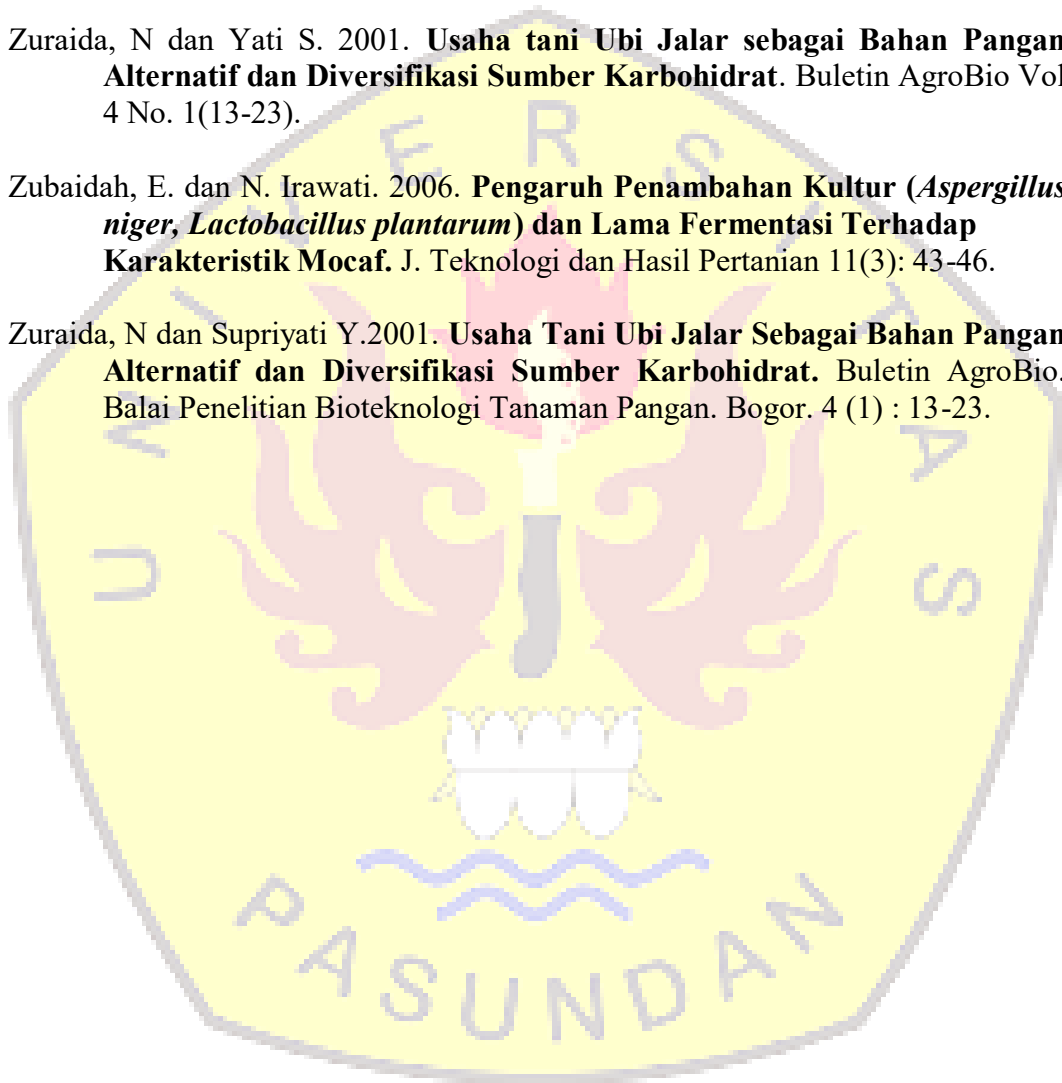 Zuraida, N dan Yati S. 2001. Usaha tani Ubi Jalar sebagai Bahan Pangan
Alternatif dan Diversifikasi Sumber Karbohidrat. Buletin AgroBio Vol
4 No. 1(13-23).
Zubaidah, E. dan N. Irawati. 2006. Pengaruh Penambahan Kultur (Aspergillus
niger, Lactobacillus plantarum) dan Lama Fermentasi Terhadap
Karakteristik Mocaf. J. Teknologi dan Hasil Pertanian 11(3): 43-46.
Zuraida, N dan Supriyati Y.2001. Usaha Tani Ubi Jalar Sebagai Bahan Pangan
Alternatif dan Diversifikasi Sumber Karbohidrat. Buletin AgroBio.
Balai Penelitian Bioteknologi Tanaman Pangan. Bogor. 4 (1) : 13-23.
UNIVERSITAS
PASUNDAN